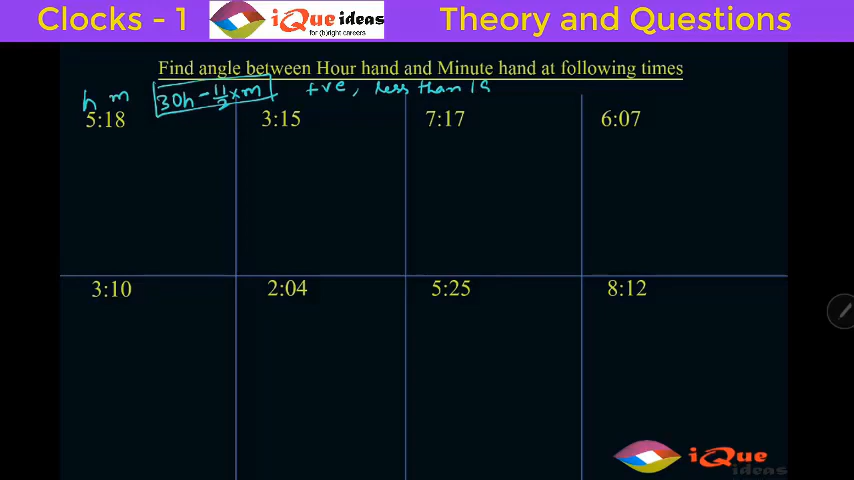 Clocks - 1 iQue ideas Theory and Questions
for (b)right careers
Find angle between Hour hand and Minute hand at following times
h m 30h - 11/2 x m +ve, less than 18
5:18 3:15 7:17 6:07
3:10 2:04 5:25 8:12
iQue
ideas